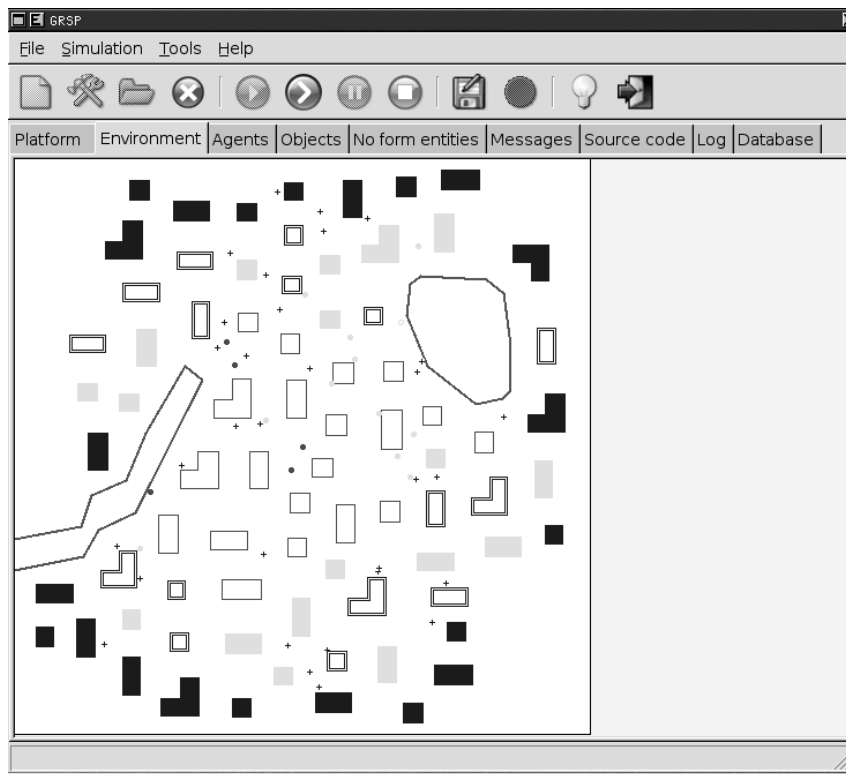 GRSP
File Simulation Tools Help
Platform Environment Agents Objects No form entities Messages Source code Log Database